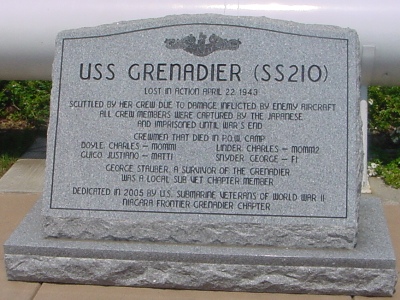 USS GRENADIER (SS210)
LOST IN ACTION APRIL 22 1943
SCUTTLED BY HER CREW DUE TO DAMAGE INFLICTED BY ENEMY AIRCRAFT
ALL CREW MEMBERS WERE CAPTURED BY THE JAPANESE
AND IMPRISONED UNTIL WAR'S END
CREWMEN THAT DIED IN P.O.W. CAMP
DOYLE, CHARLES – MOMM1 LINDER, CHARLES – MOMM2
GUICO, JUSTIANO – MATT1 SNYDER, GEORGE – F1
GEORGE STAUBER, A SURVIVOR OF THE GRENADIER
WAS A LOCAL SUB VET CHAPTER MEMBER
DEDICATED IN 2005 BY U.S. SUBMARINE VETERANS OF WORLD WAR II
NIAGARA FRONTIER GRENADIER CHAPTER